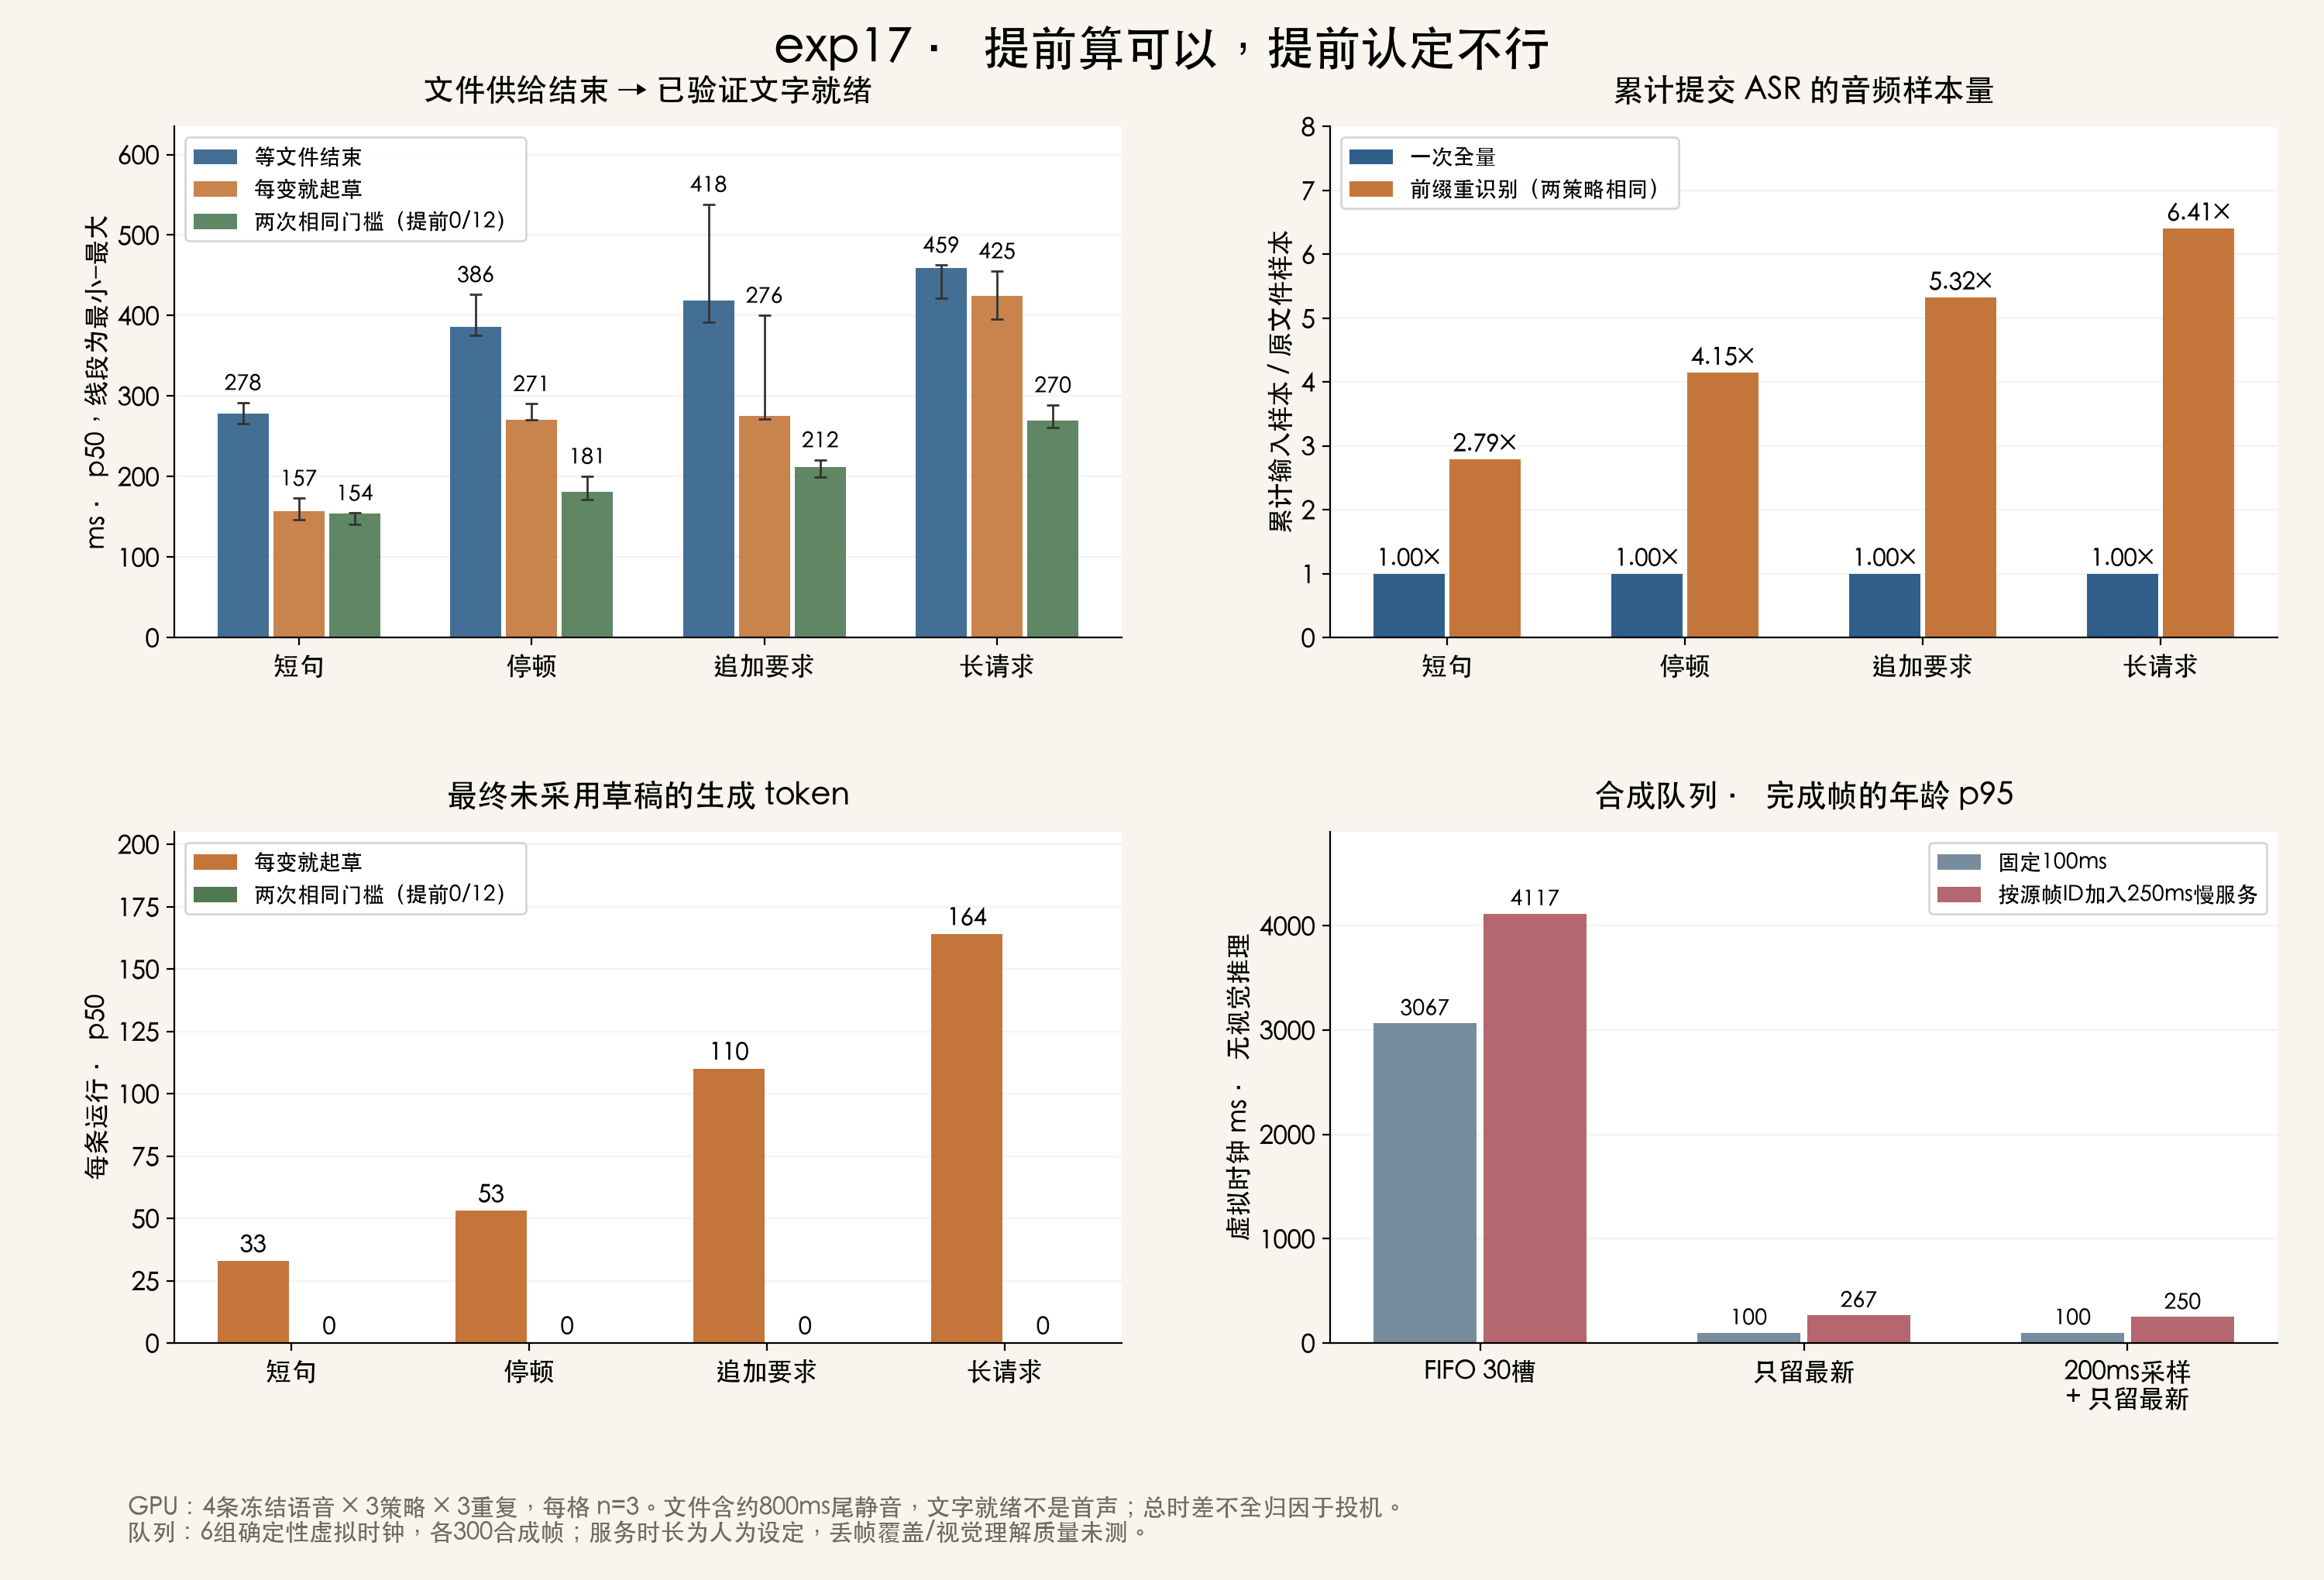 exp17 · 提前算可以，提前认定不行
文件供给结束 → 已验证文字就绪
ms · p50，线段为最小–最大
600
500
400
300
200
100
0
等文件结束
每变就起草
两次相同门槛（提前0/12）
278
157
154
386
271
181
418
276
212
459
425
270
短句
停顿
追加要求
长请求
累计提交 ASR 的音频样本量
累计输入样本 / 原文件样本
8
7
6
5
4
3
2
1
0
一次全量
前缀重识别（两策略相同）
1.00×
2.79×
1.00×
4.15×
1.00×
5.32×
1.00×
6.41×
短句
停顿
追加要求
长请求
最终未采用草稿的生成 token
每条运行 · p50
200
175
150
125
100
75
50
25
0
每变就起草
两次相同门槛（提前0/12）
33
0
53
0
110
0
164
0
短句
停顿
追加要求
长请求
合成队列 · 完成帧的年龄 p95
虚拟时钟 ms · 无视觉推理
4000
3000
2000
1000
0
固定100ms
按源帧ID加入250ms慢服务
3067
4117
100
267
100
250
FIFO 30槽
只留最新
200ms采样
+ 只留最新
GPU：4条冻结语音 × 3策略 × 3重复，每格 n=3。文件含约800ms尾静音，文字就绪不是首声；总时差不全归因于投机。
队列：6组确定性虚拟时钟，各300合成帧；服务时长为人为设定，丢帧覆盖/视觉理解质量未测。